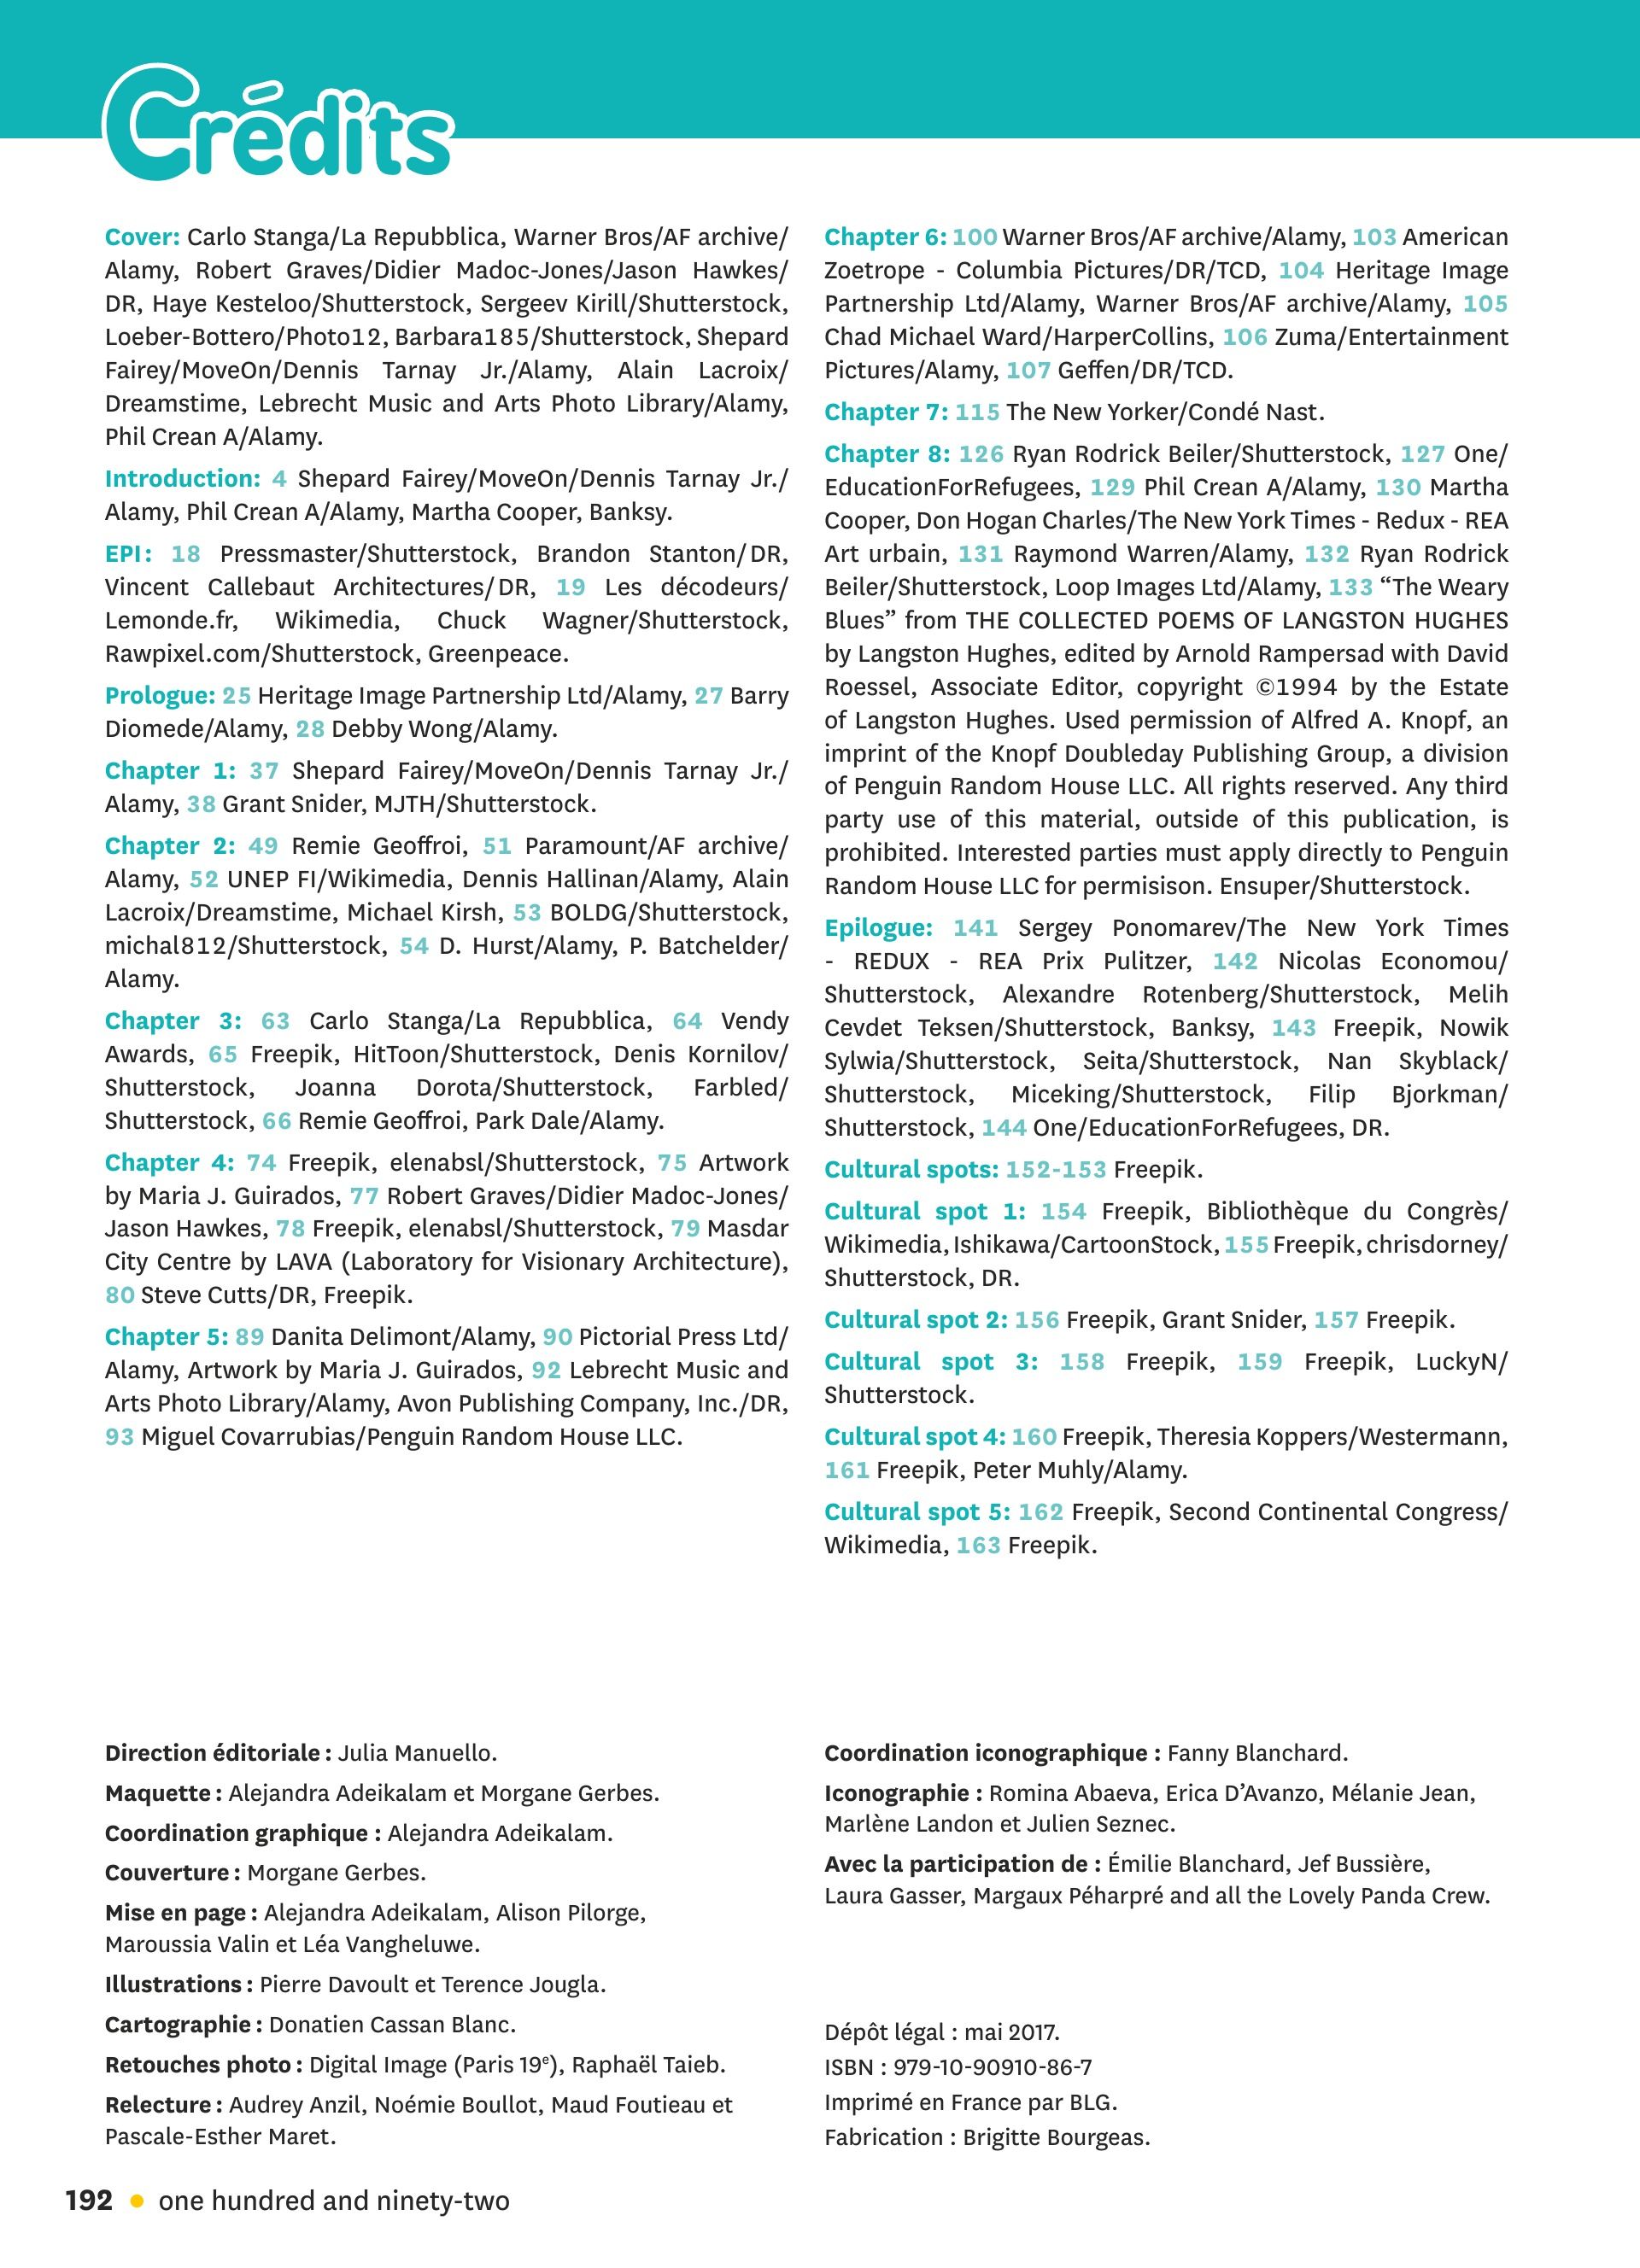 Crédits
Cover: Carlo Stanga/La Repubblica, Warner Bros/AF archive/
Alamy, Robert Graves/Didier Madoc-Jones/Jason Hawkes/
DR, Haye Kesteloo/Shutterstock, Sergeev Kirill/Shutterstock,
Loeber-Bottero/Photo12, Barbara185/Shutterstock, Shepard
Fairey/MoveOn/Dennis Tarnay Jr./Alamy, Alain Lacroix/
Dreamstime, Lebrecht Music and Arts Photo Library/Alamy,
Phil Crean A/Alamy.
Introduction: 4 Shepard Fairey/MoveOn/Dennis Tarnay Jr./
Alamy, Phil Crean A/Alamy, Martha Cooper, Banksy.
EPI : 18 Pressmaster/Shutterstock, Brandon Stanton/DR,
Vincent Callebaut Architectures/DR, 19 Les décodeurs/
Lemonde.fr, Wikimedia, Chuck Wagner/Shutterstock,
Rawpixel.com/Shutterstock, Greenpeace.
Prologue: 25 Heritage Image Partnership Ltd/Alamy, 27 Barry
Diomede/Alamy, 28 Debby Wong/Alamy.
Chapter 1: 37 Shepard Fairey/MoveOn/Dennis Tarnay Jr./
Alamy, 38 Grant Snider, MJTH/Shutterstock.
Chapter 2: 49 Remie Geoffroi, 51 Paramount/AF archive/
Alamy, 52 UNEP FI/Wikimedia, Dennis Hallinan/Alamy, Alain
Lacroix/Dreamstime, Michael Kirsh, 53 BOLDG/Shutterstock,
michal812/Shutterstock, 54 D. Hurst/Alamy, P. Batchelder/
Alamy.
Chapter 3: 63 Carlo Stanga/La Repubblica, 64 Vendy
Awards, 65 Freepik, HitToon/Shutterstock, Denis Kornilov/
Shutterstock, Joanna Dorota/Shutterstock, Farbled/
Shutterstock, 66 Remie Geoffroi, Park Dale/Alamy.
Chapter 4: 74 Freepik, elenabsl/Shutterstock, 75 Artwork
by Maria J. Guirados, 77 Robert Graves/Didier Madoc-Jones/
Jason Hawkes, 78 Freepik, elenabsl/Shutterstock, 79 Masdar
City Centre by LAVA (Laboratory for Visionary Architecture),
80 Steve Cutts/DR, Freepik.
Chapter 5: 89 Danita Delimont/Alamy, 90 Pictorial Press Ltd/
Alamy, Artwork by Maria J. Guirados, 92 Lebrecht Music and
Arts Photo Library/Alamy, Avon Publishing Company, Inc./DR,
93 Miguel Covarrubias/Penguin Random House LLC.
Chapter 6: 100 Warner Bros/AF archive/Alamy, 103 American
Zoetrope - Columbia Pictures/DR/TCD, 104 Heritage Image
Partnership Ltd/Alamy, Warner Bros/AF archive/Alamy, 105
Chad Michael Ward/HarperCollins, 106 Zuma/Entertainment
Pictures/Alamy, 107 Geffen/DR/TCD.
Chapter 7: 115 The New Yorker/Condé Nast.
Chapter 8: 126 Ryan Rodrick Beiler/Shutterstock, 127 One/
EducationForRefugees, 129 Phil Crean A/Alamy, 130 Martha
Cooper, Don Hogan Charles/The New York Times - Redux - REA
Art urbain, 131 Raymond Warren/Alamy, 132 Ryan Rodrick
Beiler/Shutterstock, Loop Images Ltd/Alamy, 133 “The Weary
Blues” from THE COLLECTED POEMS OF LANGSTON HUGHES
by Langston Hughes, edited by Arnold Rampersad with David
Roessel, Associate Editor, copyright ©1994 by the Estate
of Langston Hughes. Used permission of Alfred A. Knopf, an
imprint of the Knopf Doubleday Publishing Group, a division
of Penguin Random House LLC. All rights reserved. Any third
party use of this material, outside of this publication, is
prohibited. Interested parties must apply directly to Penguin
Random House LLC for permisison. Ensuper/Shutterstock.
Epilogue: 141 Sergey Ponomarev/The New York Times
- REDUX - REA Prix Pulitzer, 142 Nicolas Economou/
Shutterstock, Alexandre Rotenberg/Shutterstock, Melih
Cevdet Teksen/Shutterstock, Banksy, 143 Freepik, Nowik
Sylwia/Shutterstock, Seita/Shutterstock, Nan Skyblack/
Shutterstock, Miceking/Shutterstock, Filip Bjorkman/
Shutterstock, 144 One/EducationForRefugees, DR.
Cultural spots: 152-153 Freepik.
Cultural spot 1: 154 Freepik, Bibliothèque du Congrès/
Wikimedia, Ishikawa/CartoonStock, 155 Freepik, chrisdorney/
Shutterstock, DR.
Cultural spot 2: 156 Freepik, Grant Snider, 157 Freepik.
Cultural spot 3: 158 Freepik, 159 Freepik, LuckyN/
Shutterstock.
Cultural spot 4: 160 Freepik, Theresia Koppers/Westermann,
161 Freepik, Peter Muhly/Alamy.
Cultural spot 5: 162 Freepik, Second Continental Congress/
Wikimedia, 163 Freepik.
Direction éditoriale : Julia Manuello.
Maquette : Alejandra Adeikalam et Morgane Gerbes.
Coordination graphique : Alejandra Adeikalam.
Couverture : Morgane Gerbes.
Mise en page : Alejandra Adeikalam, Alison Pilorge,
Maroussia Valin et Léa Vangheluwe.
Illustrations : Pierre Davoult et Terence Jougla.
Cartographie : Donatien Cassan Blanc.
Retouches photo : Digital Image (Paris 19e), Raphaël Taieb.
Relecture : Audrey Anzil, Noémie Boullot, Maud Foutieau et
Pascale-Esther Maret.
Coordination iconographique : Fanny Blanchard.
Iconographie : Romina Abaeva, Erica D’Avanzo, Mélanie Jean,
Marlène Landon et Julien Seznec.
Avec la participation de : Émilie Blanchard, Jef Bussière,
Laura Gasser, Margaux Péharpré and all the Lovely Panda Crew.
Dépôt légal : mai 2017.
ISBN : 979-10-90910-86-7
Imprimé en France par BLG.
Fabrication : Brigitte Bourgeas.
192 • one hundred and ninety-two